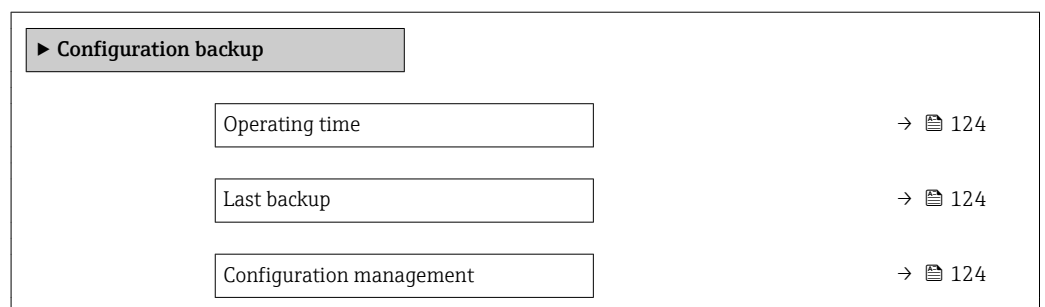 ▶ Configuration backup
Operating time → 🖺 124
Last backup → 🖺 124
Configuration management → 🖺 124